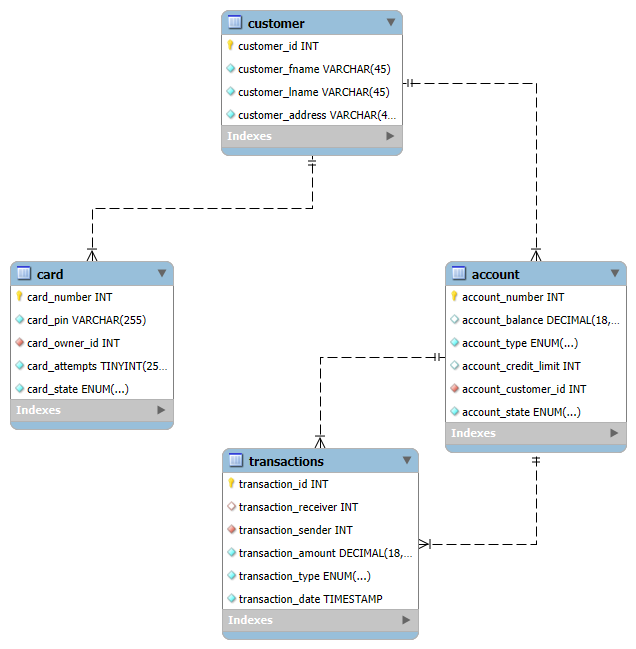 customer
customer_id INT
customer_fname VARCHAR(45)
customer_lname VARCHAR(45)
customer_address VARCHAR(4...
Indexes
card
card_number INT
card_pin VARCHAR(255)
card_owner_id INT
card_attempts TINYINT(25...
card_state ENUM(...)
Indexes
account
account_number INT
account_balance DECIMAL(18,...
account_type ENUM(...)
account_credit_limit INT
account_customer_id INT
account_state ENUM(...)
Indexes
transactions
transaction_id INT
transaction_receiver INT
transaction_sender INT
transaction_amount DECIMAL(18,...
transaction_type ENUM(...)
transaction_date TIMESTAMP
Indexes